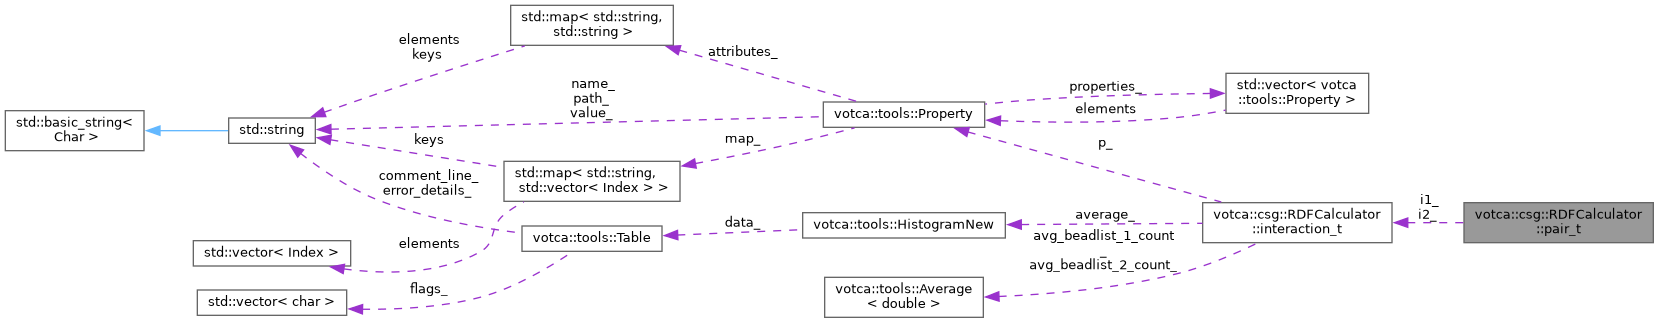 std::map< std::string,
std::string >
elements
keys
attributes_
name_
path_
value_
properties_
elements
std::vector< votca
::tools::Property >
std::basic_string<
Char >
std::string
votca::tools::Property
keys
map_
p_
std::map< std::string,
std::vector< Index > >
comment_line_
error_details_
i1_
i2_
votca::csg::RDFCalculator
::interaction_t
votca::csg::RDFCalculator
::pair_t
data_
average_
votca::tools::HistogramNew
votca::tools::Table
elements
std::vector< Index >
avg_beadlist_1_count
_
avg_beadlist_2_count_
flags_
std::vector< char >
votca::tools::Average
< double >